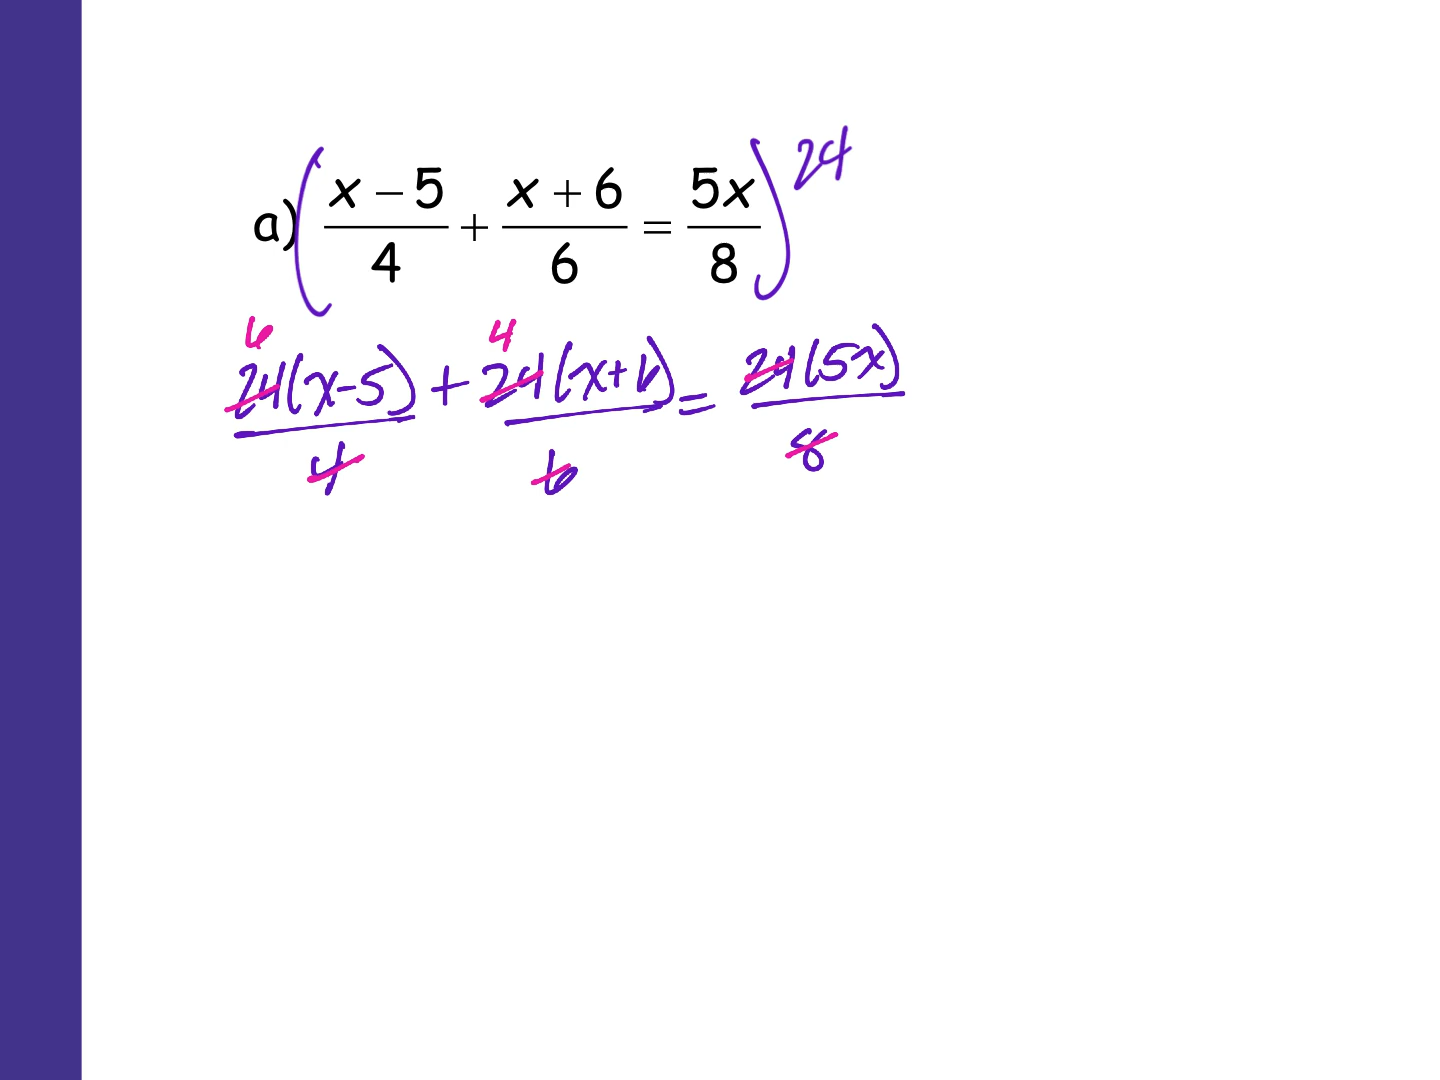 a) (x − 5)/4 + (x + 6)/6 = 5x/8 ) 24
6 4
24(x-5)/4 + 24(x+6)/6 = 24(5x)/8